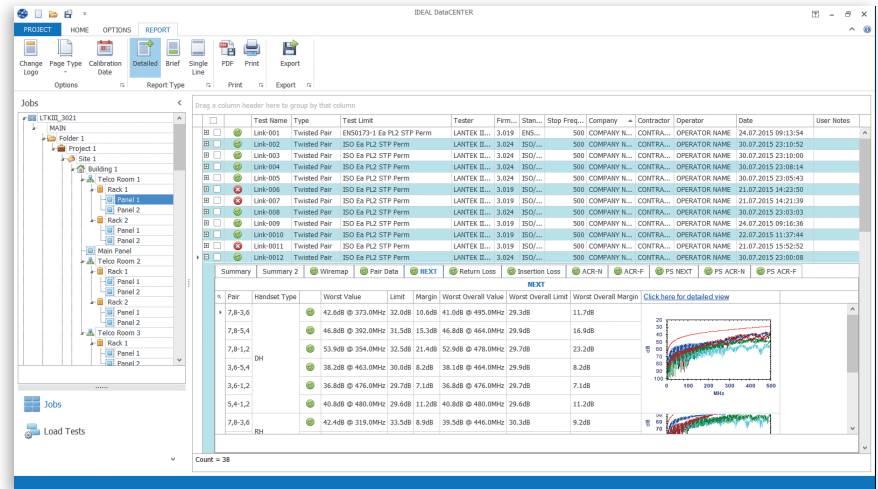 IDEAL DataCENTER
PROJECT HOME OPTIONS REPORT
Change Logo Page Type Calibration Date Detailed Brief Single Line PDF Print Export
Options Report Type Print Export
Jobs
Drag a column header here to group by that column
Test Name Type Test Limit Tester Firm... Stan... Stop Freq... Company Contractor Operator Date User Notes
Link-001 Twisted Pair EN50173-1 Ea PL2 STP Perm LANTEK II... 3.019 EN5... 500 COMPANY N... CONTRA... OPERATOR NAME 24.07.2015 09:13:54
Link-002 Twisted Pair ISO Ea PL2 STP Perm LANTEK II... 3.024 ISO/... 500 COMPANY N... CONTRA... OPERATOR NAME 30.07.2015 23:10:52
Link-003 Twisted Pair ISO Ea PL2 STP Perm LANTEK II... 3.024 ISO/... 500 COMPANY N... CONTRA... OPERATOR NAME 30.07.2015 23:10:00
Link-004 Twisted Pair ISO Ea PL2 STP Perm LANTEK II... 3.024 ISO/... 500 COMPANY N... CONTRA... OPERATOR NAME 30.07.2015 23:08:14
Link-005 Twisted Pair ISO Ea PL2 STP Perm LANTEK II... 3.024 ISO/... 500 COMPANY N... CONTRA... OPERATOR NAME 30.07.2015 23:05:43
Link-006 Twisted Pair ISO Ea PL2 STP Perm LANTEK II... 3.019 ISO/... 500 COMPANY N... CONTRA... OPERATOR NAME 21.07.2015 14:23:50
Link-007 Twisted Pair ISO Ea PL2 STP Perm LANTEK II... 3.019 ISO/... 500 COMPANY N... CONTRA... OPERATOR NAME 21.07.2015 14:21:39
Link-008 Twisted Pair ISO Ea PL2 STP Perm LANTEK II... 3.024 ISO/... 500 COMPANY N... CONTRA... OPERATOR NAME 30.07.2015 23:03:03
Link-009 Twisted Pair ISO Ea PL2 STP Perm LANTEK II... 3.019 ISO/... 500 COMPANY N... CONTRA... OPERATOR NAME 24.07.2015 09:16:36
Link-0010 Twisted Pair ISO Ea PL2 STP Perm LANTEK II... 3.019 ISO/... 500 COMPANY N... CONTRA... OPERATOR NAME 22.07.2015 11:37:44
Link-0011 Twisted Pair ISO Ea PL2 STP Perm LANTEK II... 3.019 ISO/... 500 COMPANY N... CONTRA... OPERATOR NAME 21.07.2015 15:52:52
Link-0012 Twisted Pair ISO Ea PL2 STP Perm LANTEK II... 3.024 ISO/... 500 COMPANY N... CONTRA... OPERATOR NAME 30.07.2015 23:00:08
LTKIII_3021
MAIN
Folder 1
Project 1
Site 1
Building 1
Telco Room 1
Rack 1
Panel 1
Panel 2
Rack 2
Panel 1
Panel 2
Main Panel
Telco Room 2
Rack 1
Panel 1
Panel 2
Rack 2
Panel 1
Panel 2
Telco Room 3
Rack 1
Panel 1
Panel 2
Jobs
Load Tests
Summary Summary 2 Wiremap Pair Data NEXT Return Loss Insertion Loss ACR-N ACR-F PS NEXT PS ACR-N PS ACR-F
NEXT
Pair Handset Type Worst Value Limit Margin Worst Overall Value Worst Overall Limit Worst Overall Margin Click here for detailed view
7,8-3,6 42.6dB @ 373.0MHz 32.0dB 10.6dB 41.0dB @ 495.0MHz 29.3dB 11.7dB
7,8-5,4 46.8dB @ 392.0MHz 31.5dB 15.3dB 46.8dB @ 464.0MHz 29.9dB 16.9dB
7,8-1,2 53.9dB @ 354.0MHz 32.5dB 21.4dB 52.9dB @ 478.0MHz 29.7dB 23.2dB
DH
3,6-5,4 38.2dB @ 463.0MHz 30.0dB 8.2dB 38.1dB @ 464.0MHz 29.9dB 8.2dB
3,6-1,2 36.8dB @ 476.0MHz 29.7dB 7.1dB 36.8dB @ 476.0MHz 29.7dB 7.1dB
5,4-1,2 40.8dB @ 480.0MHz 29.6dB 11.2dB 40.8dB @ 480.0MHz 29.6dB 11.2dB
7,8-3,6 42.4dB @ 319.0MHz 33.5dB 8.9dB 39.5dB @ 446.0MHz 30.3dB 9.2dB
RH
20
30
40
50
60
70
80
90
100
dB
0 100 200 300 400 500
MHz
50
60
70
dB
Count = 38